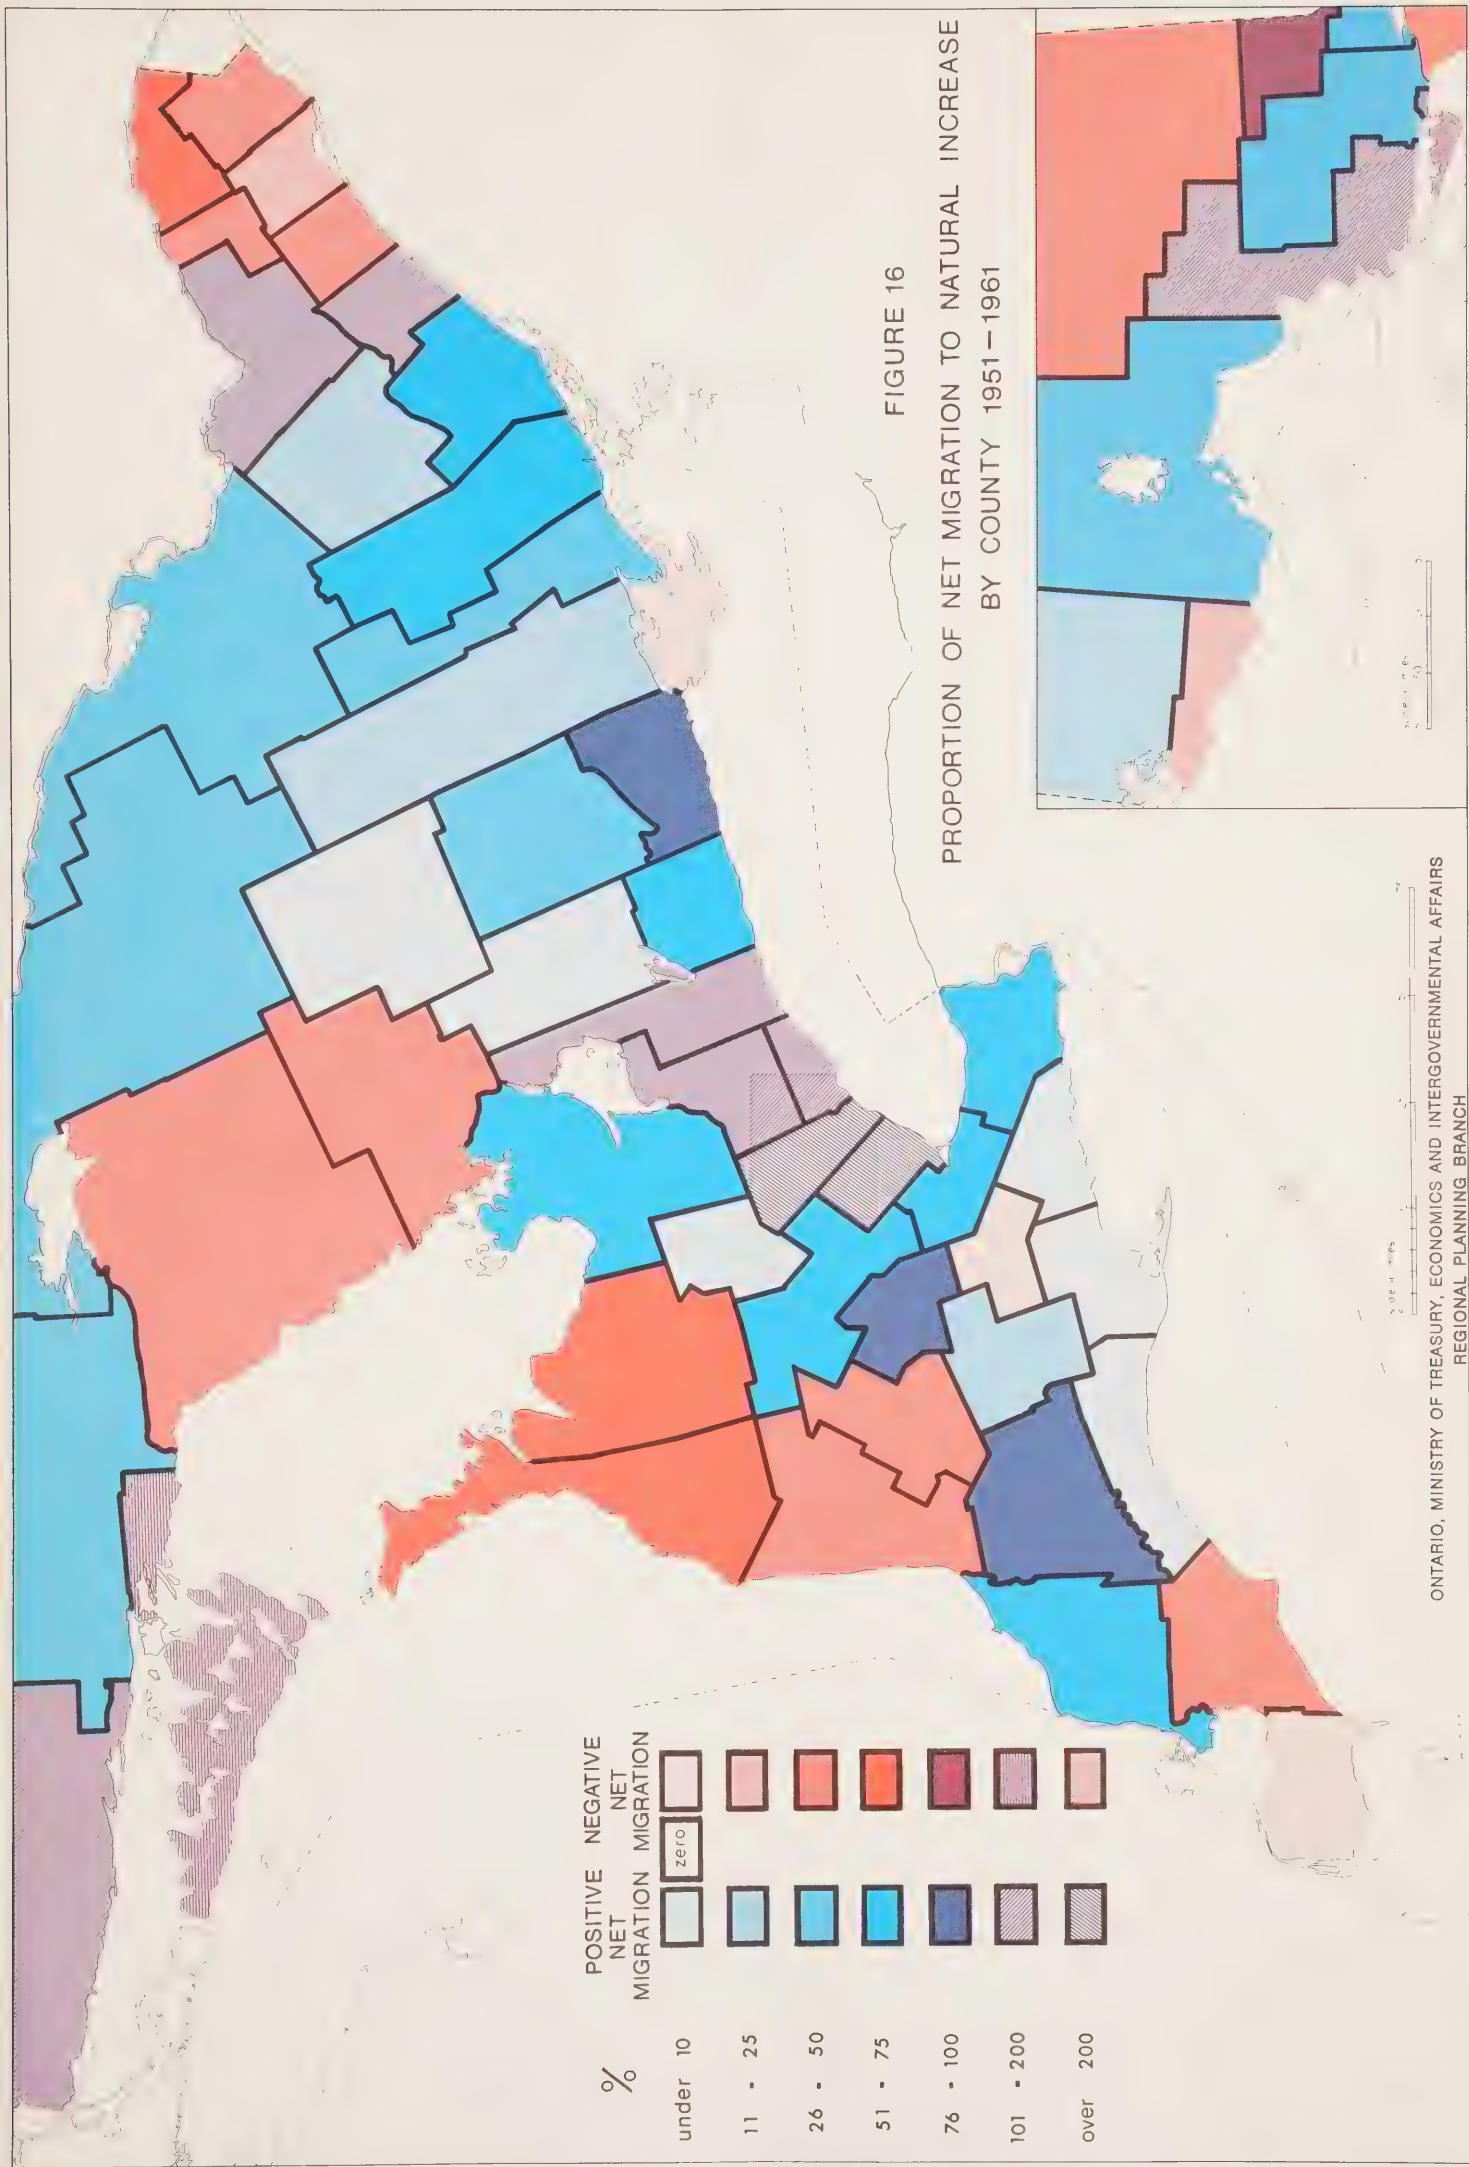 FIGURE 16
PROPORTION OF NET MIGRATION TO NATURAL INCREASE
BY COUNTY 1951-1961
POSITIVE NEGATIVE
NET NET
% MIGRATION MIGRATION
under 10 zero
11 - 25
26 - 50
51 - 75
76 - 100
101 - 200
over 200
ONTARIO, MINISTRY OF TREASURY, ECONOMICS AND INTERGOVERNMENTAL AFFAIRS
REGIONAL PLANNING BRANCH